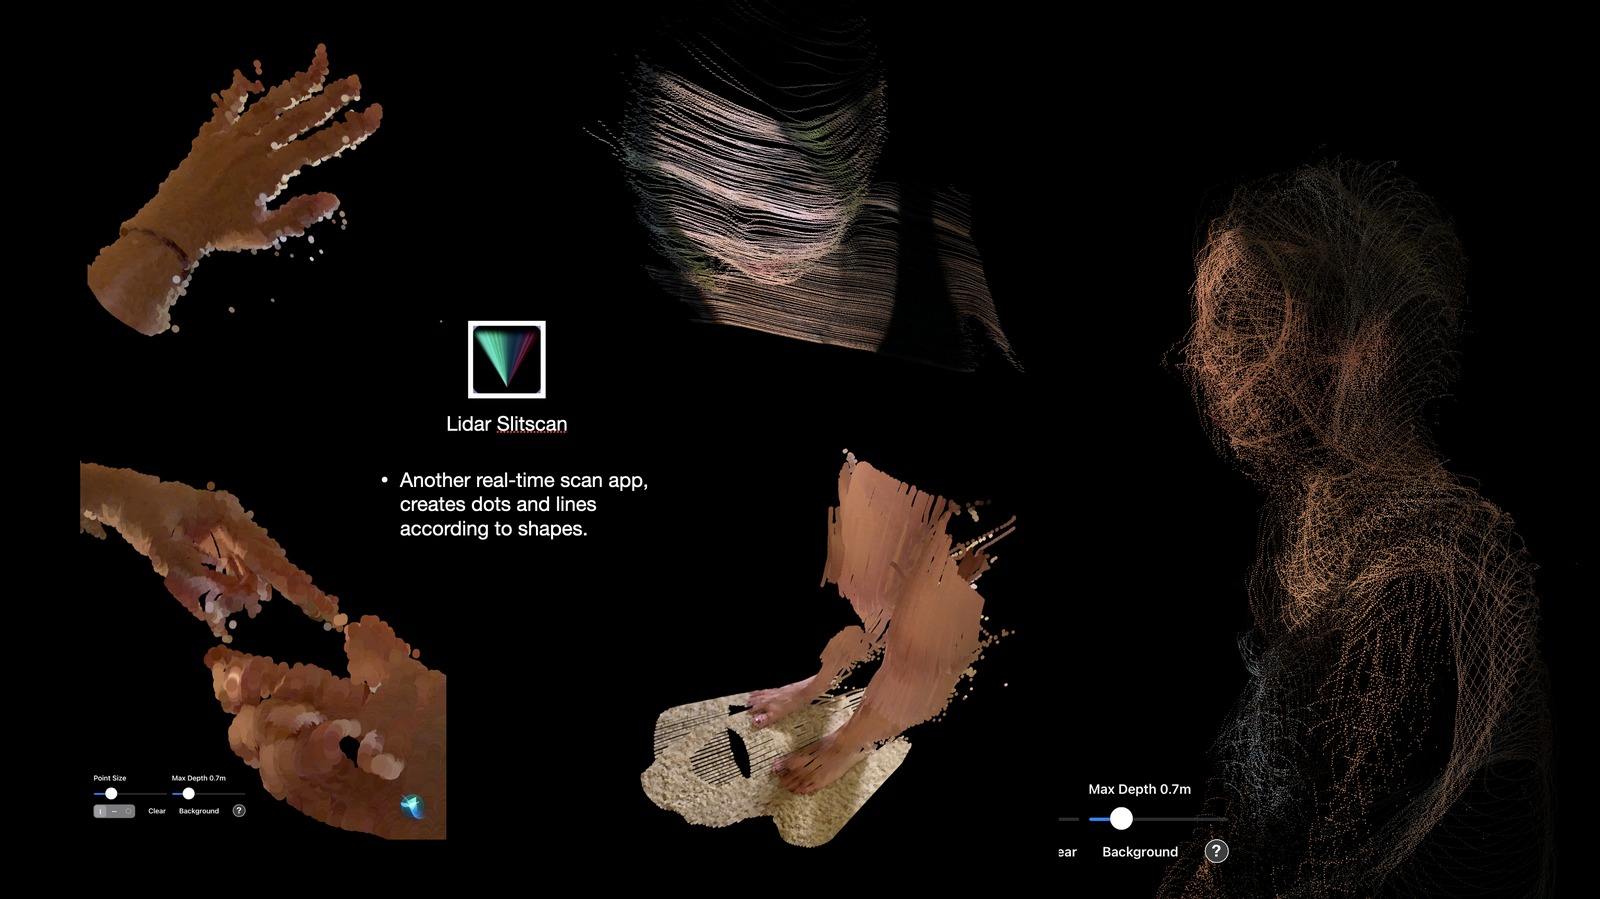 Lidar Slitscan
• Another real-time scan app,
creates dots and lines
according to shapes.
Point Size
Max Depth 0.7m
Clear
Background
?
Max Depth 0.7m
ear
Background
?